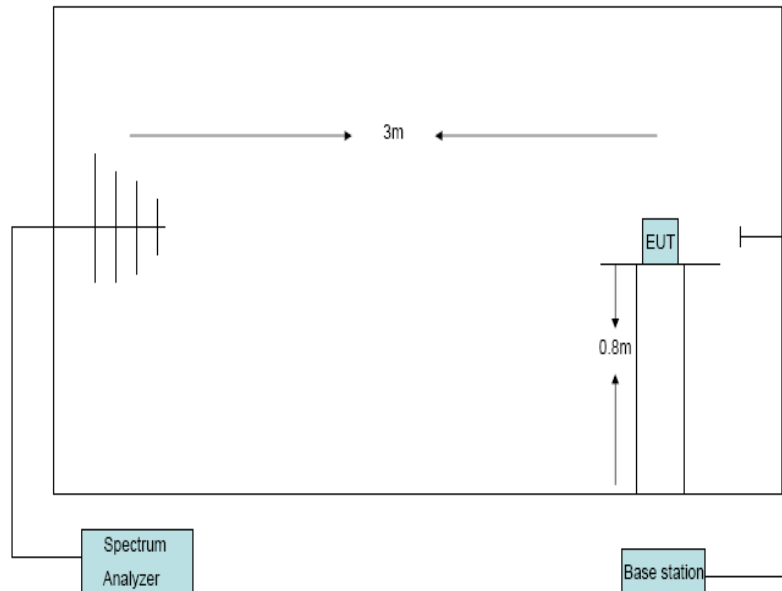 3m
EUT
0.8m
Spectrum
Analyzer
Base station